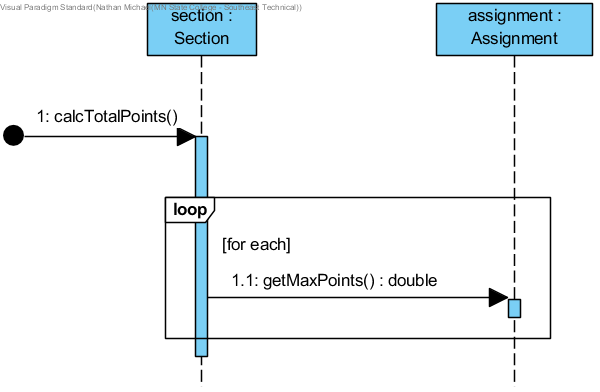 Visual Paradigm Standard(Nathan Michael(MN State College - Southeast Technical))
section :
Section
assignment :
Assignment
1: calcTotalPoints()
loop
[for each]
1.1: getMaxPoints() : double